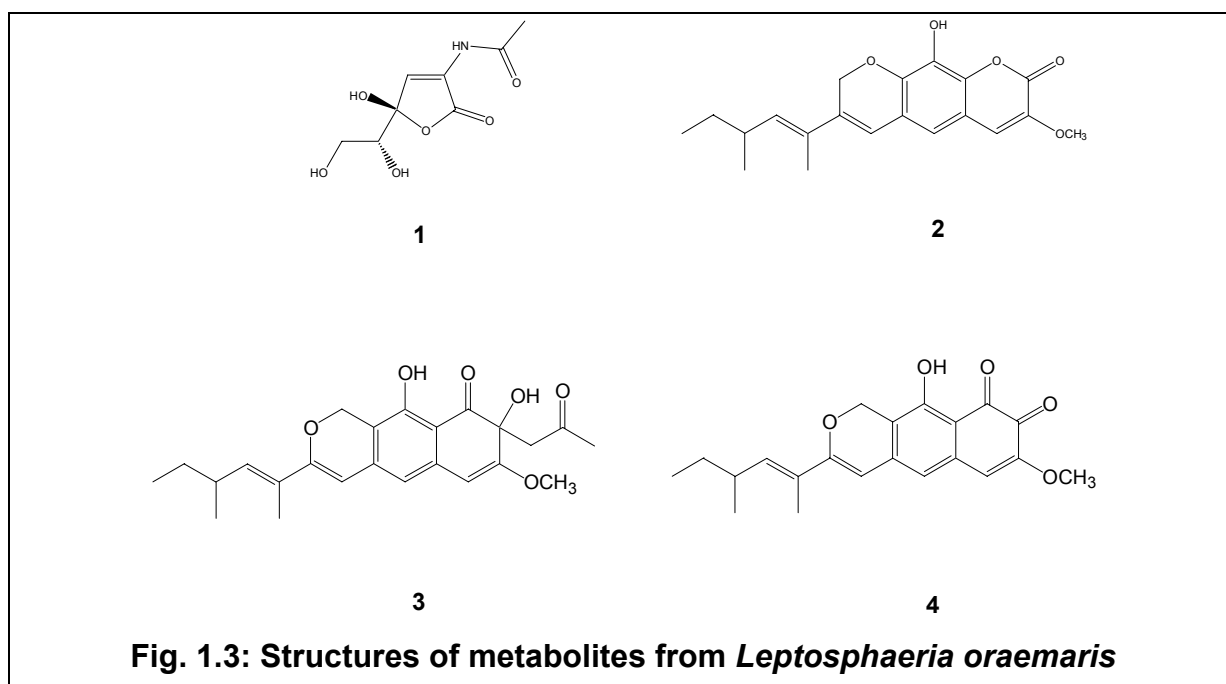 HN
O
HO
O
O
HO
OH
1
OH
O
O
O
OCH3
2
OH
O
OH
O
O
OCH3
3
OH
O
O
O
OCH3
4
Fig. 1.3: Structures of metabolites from Leptosphaeria oraemaris